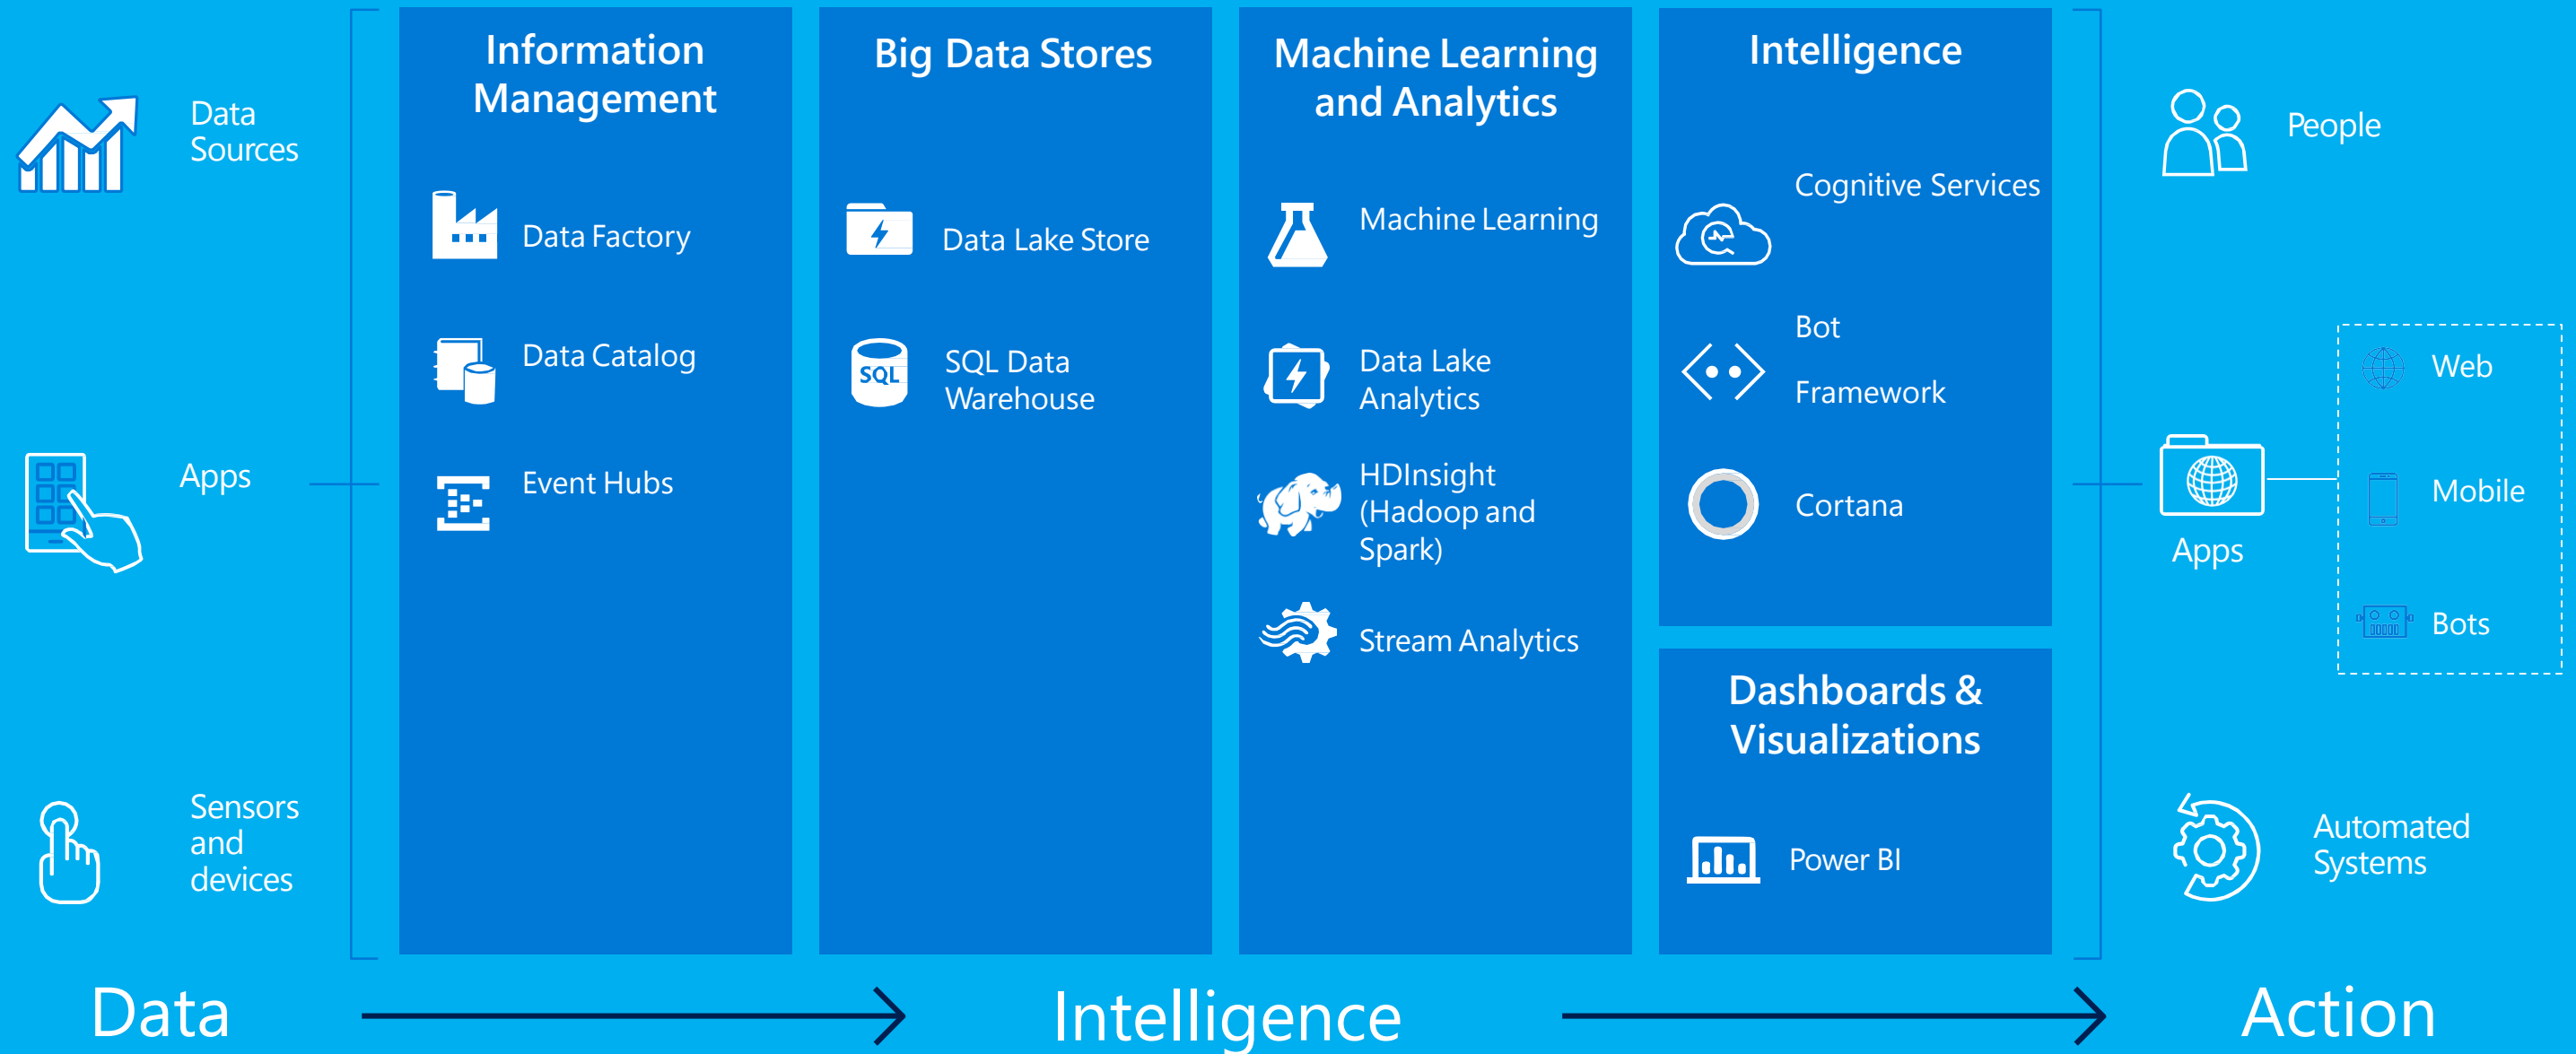 Data
Sources
Apps
Sensors
and
devices
Information
Management
Data Factory
Data Catalog
Event Hubs
Big Data Stores
Data Lake Store
SQL
SQL Data
Warehouse
Machine Learning
and Analytics
Machine Learning
Data Lake
Analytics
HDInsight
(Hadoop and
Spark)
Stream Analytics
Intelligence
Cognitive Services
Bot
Framework
Cortana
Dashboards &
Visualizations
Power BI
People
Apps
Web
Mobile
Bots
Automated
Systems
Data
Intelligence
Action